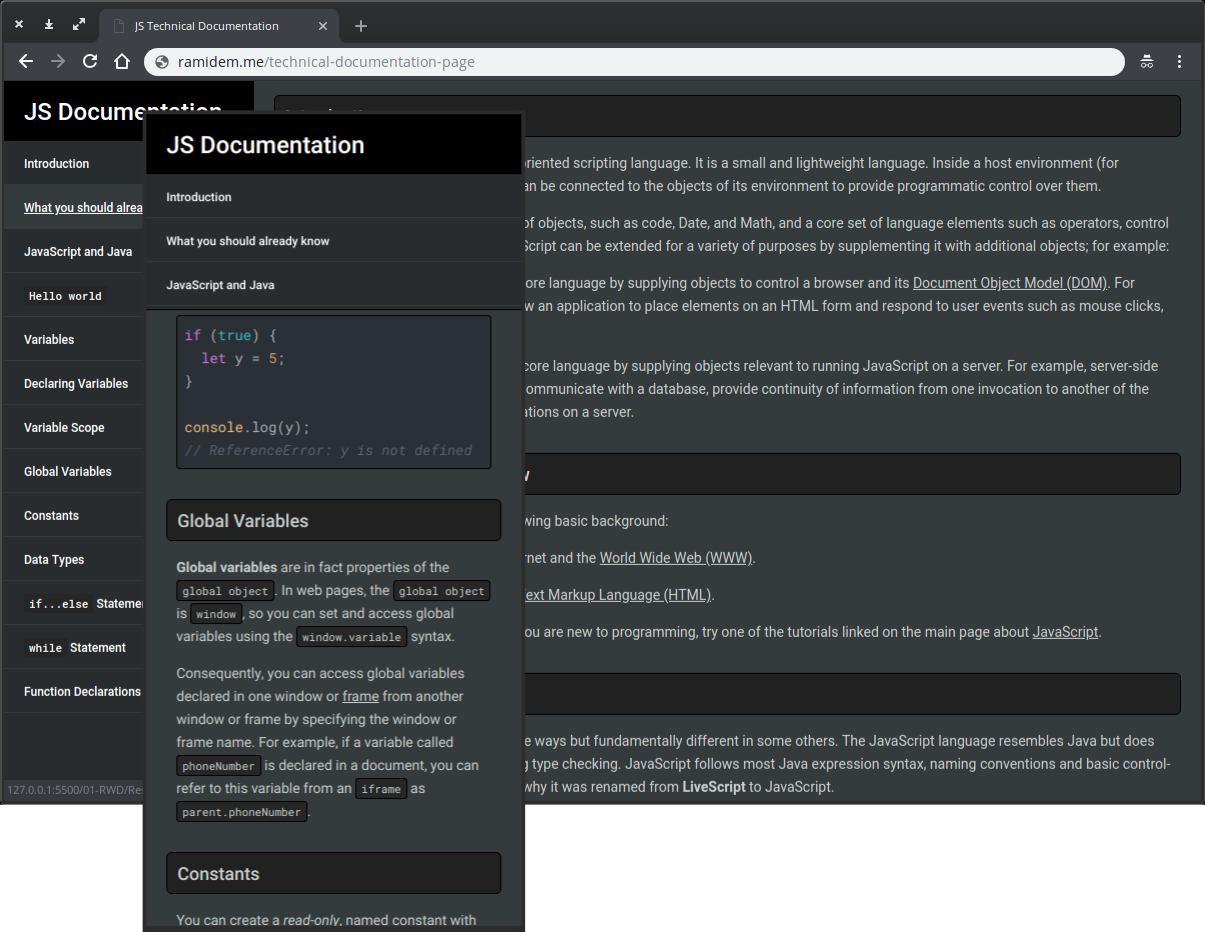 JS Technical Documentation
ramidem.me/technical-documentation-page
JS Documentation
Introduction
What you should alrea
JavaScript and Java
Hello world
Variables
Declaring Variables
Variable Scope
Global Variables
Constants
Data Types
if...else Stateme
while Statement
Function Declarations
127.0.0.1:5500/01-RWD/Re
JS Documentation
Introduction
What you should already know
JavaScript and Java
if (true) {
let y = 5;
}
console.log(y);
// ReferenceError: y is not defined
Global Variables
Global variables are in fact properties of the
global object. In web pages, the global object
is window, so you can set and access global
variables using the window.variable syntax.
Consequently, you can access global variables
declared in one window or frame from another
window or frame by specifying the window or
frame name. For example, if a variable called
phoneNumber is declared in a document, you can
refer to this variable from an iframe as
parent.phoneNumber.
Constants
You can create a read-only, named constant with
oriented scripting language. It is a small and lightweight language. Inside a host environment (for
an be connected to the objects of its environment to provide programmatic control over them.
of objects, such as code, Date, and Math, and a core set of language elements such as operators, control
Script can be extended for a variety of purposes by supplementing it with additional objects; for example:
ore language by supplying objects to control a browser and its Document Object Model (DOM). For
w an application to place elements on an HTML form and respond to user events such as mouse clicks,
core language by supplying objects relevant to running JavaScript on a server. For example, server-side
ommunicate with a database, provide continuity of information from one invocation to another of the
ations on a server.
w
wing basic background:
rnet and the World Wide Web (WWW).
ext Markup Language (HTML).
ou are new to programming, try one of the tutorials linked on the main page about JavaScript.
e ways but fundamentally different in some others. The JavaScript language resembles Java but does
g type checking. JavaScript follows most Java expression syntax, naming conventions and basic control-
why it was renamed from LiveScript to JavaScript.